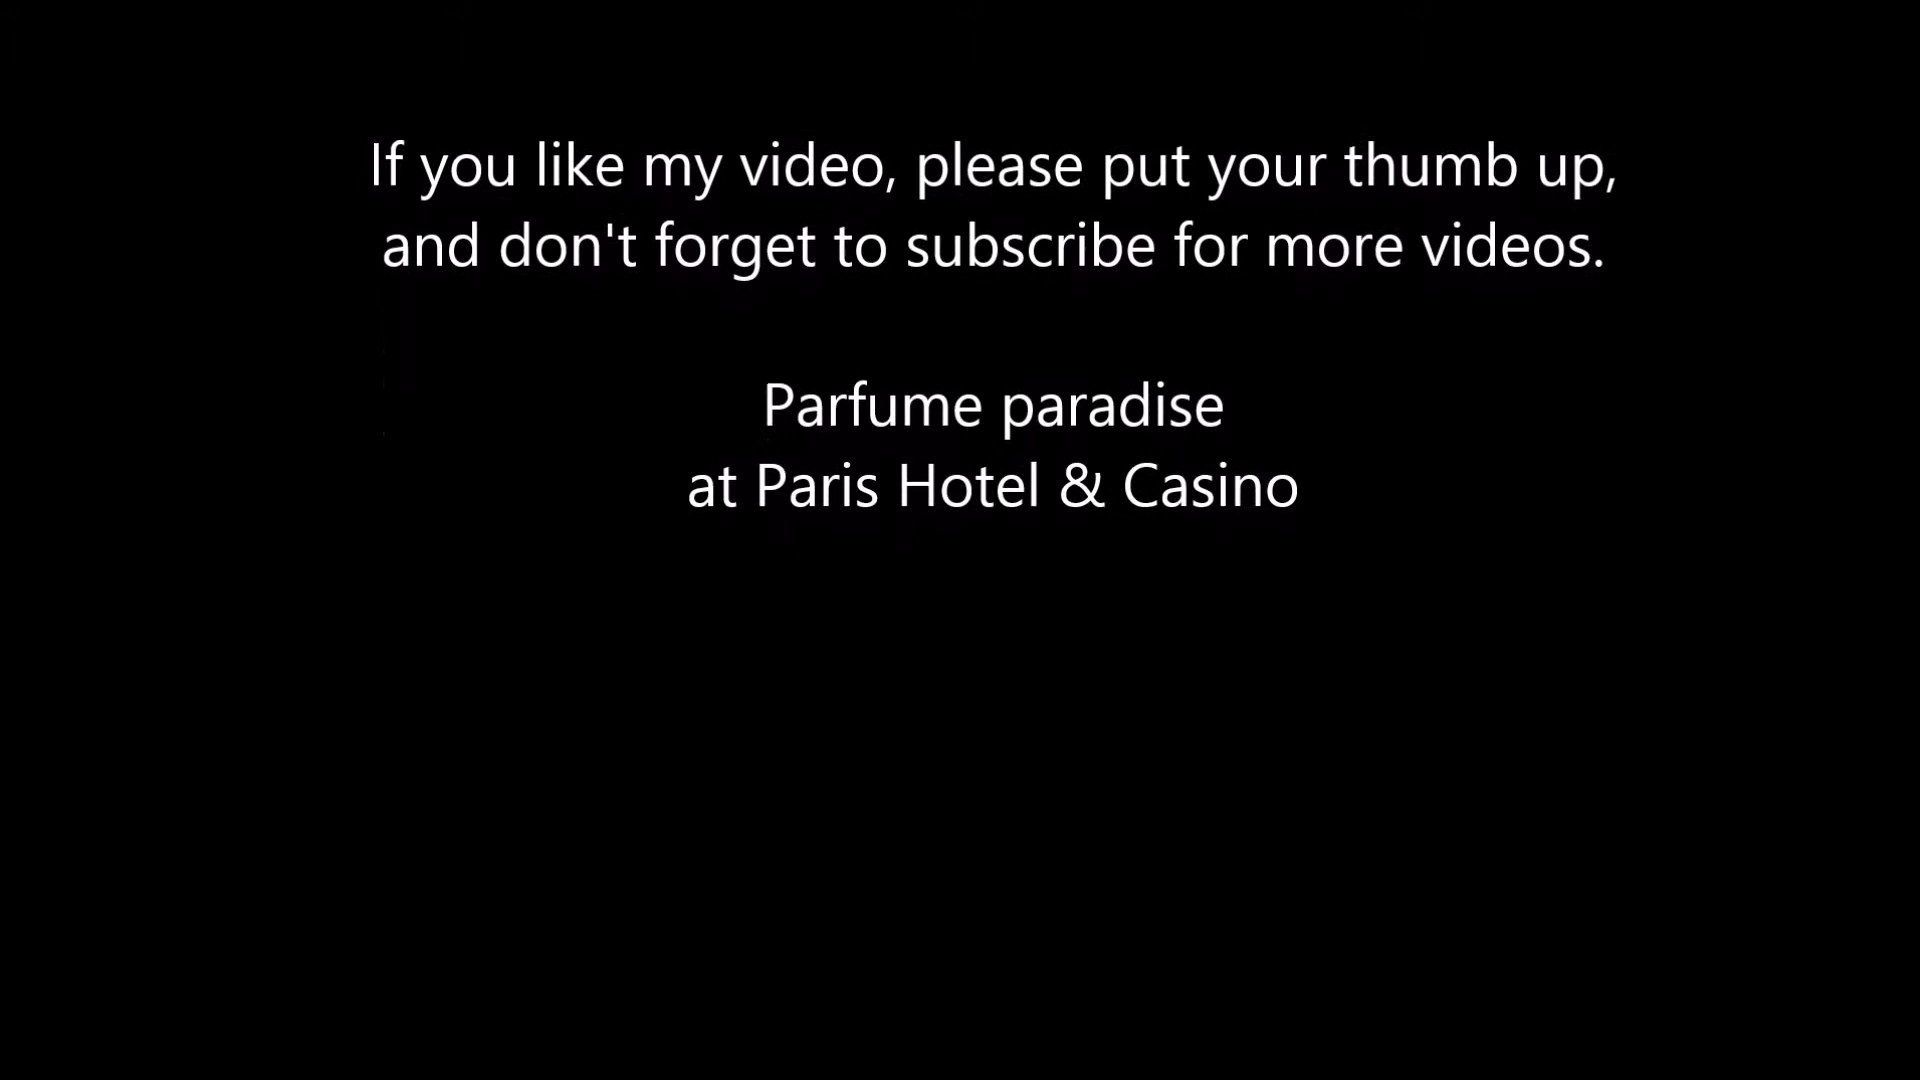 If you like my video, please put your thumb up,
and don't forget to subscribe for more videos.
Parfume paradise
at Paris Hotel & Casino